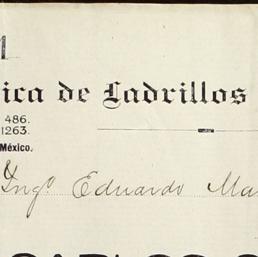 ica de Ladrillos
486.
1263.
México.
Ingo Eduardo Ma